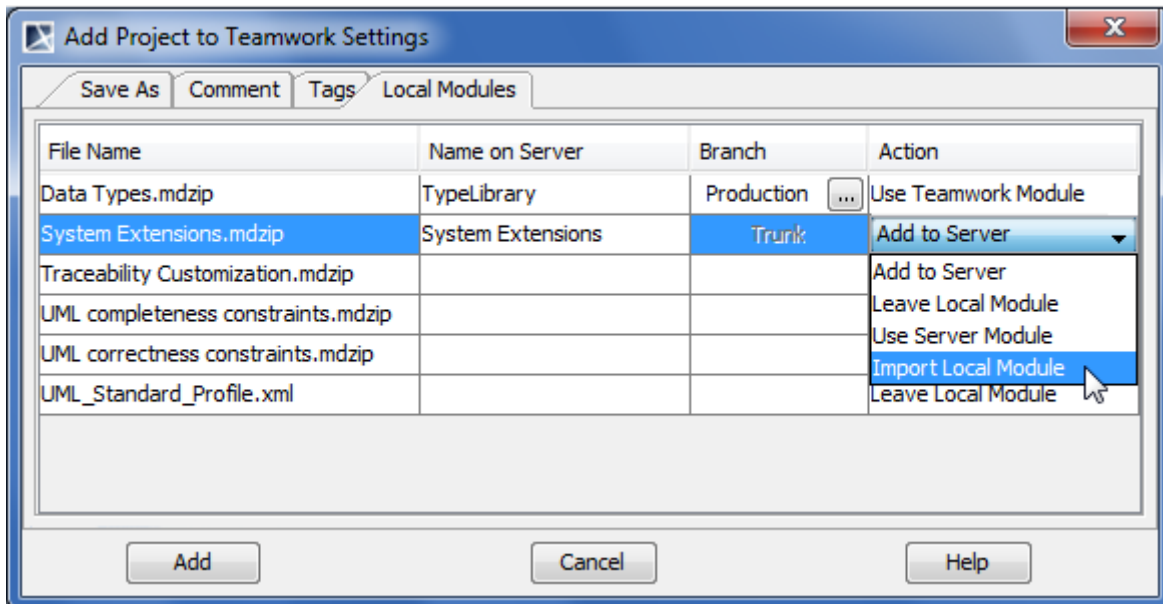 Add Project to Teamwork Settings
Save As Comment Tags Local Modules
File Name Name on Server Branch Action
Data Types.mdzip TypeLibrary Production ... Use Teamwork Module
System Extensions.mdzip System Extensions Trunk Add to Server
Traceability Customization.mdzip Add to Server
UML completeness constraints.mdzip Leave Local Module
Use Server Module
UML correctness constraints.mdzip Import Local Module
UML_Standard_Profile.xml Leave Local Module
Add Cancel Help